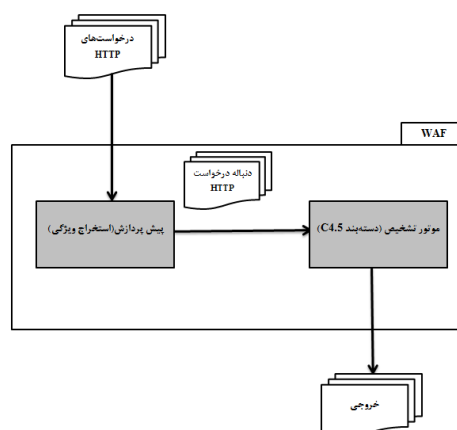 درخواست‌های
HTTP
WAF
دنباله درخواست
HTTP
پیش پردازش(استخراج ویژگی)
موتور تشخیص (دسته‌بند C4.5)
خروجی